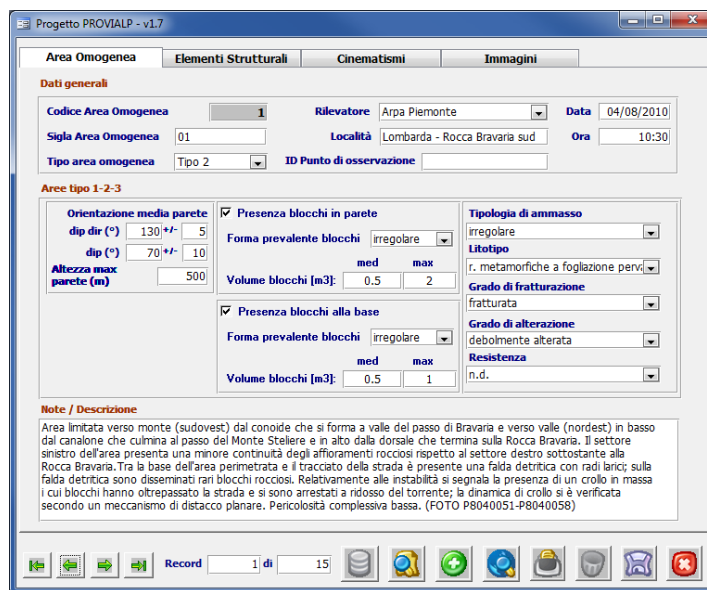 Progetto PROVIALP - v1.7
Area Omogenea Elementi Strutturali Cinematismi Immagini
Dati generali
Codice Area Omogenea 1 Rilevatore Arpa Piemonte Data 04/08/2010
Sigla Area Omogenea 01 Località Lombarda - Rocca Bravaria sud Ora 10:30
Tipo area omogenea Tipo 2 ID Punto di osservazione
Aree tipo 1-2-3
Orientazione media parete
dip dir (°) 130 +/- 5
dip (°) 70 +/- 10
Altezza max
parete (m) 500
Presenza blocchi in parete
Forma prevalente blocchi irregolare
med max
Volume blocchi [m3]: 0.5 2
Presenza blocchi alla base
Forma prevalente blocchi irregolare
med max
Volume blocchi [m3]: 0.5 1
Tipologia di ammasso
irregolare
Litotipo
r. metamorfiche a fogliazione perva
Grado di fratturazione
fratturata
Grado di alterazione
debolmente alterata
Resistenza
n.d.
Note / Descrizione
Area limitata verso monte (sudovest) dal conoide che si forma a valle del passo di Bravaria e verso valle (nordest) in basso
dal canalone che culmina al passo del Monte Steliere e in alto dalla dorsale che termina sulla Rocca Bravaria. Il settore
sinistro dell'area presenta una minore continuità degli affioramenti rocciosi rispetto al settore destro sottostante alla
Rocca Bravaria.Tra la base dell'area perimetrata e il tracciato della strada è presente una falda detritica con radi larici; sulla
falda detritica sono disseminati rari blocchi rocciosi. Relativamente alle instabilità si segnala la presenza di un crollo in massa
i cui blocchi hanno oltrepassato la strada e si sono arrestati a ridosso del torrente; la dinamica di crollo si è verificata
secondo un meccanismo di distacco planare. Pericolosità complessiva bassa. (FOTO P8040051-P8040058)
Record 1 di 15